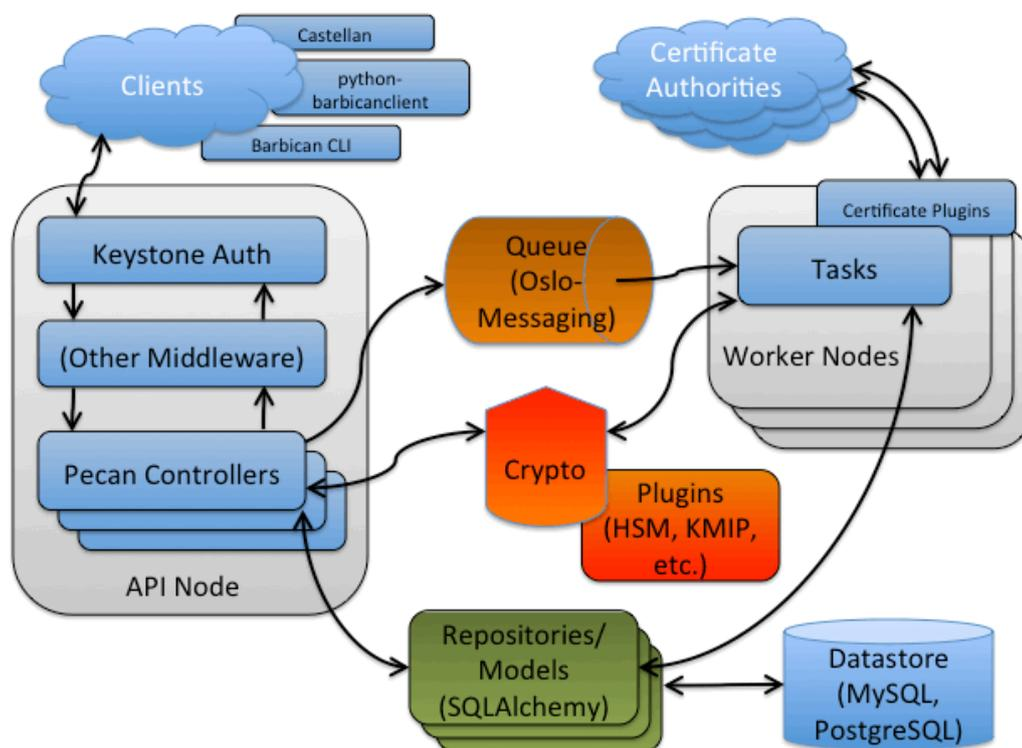 Castellan
Clients
python-
barbicanclient
Barbican CLI
Certificate
Authorities
Certificate Plugins
Keystone Auth
Queue
(Oslo-
Messaging)
Tasks
(Other Middleware)
Worker Nodes
Pecan Controllers
Crypto
Plugins
(HSM, KMIP,
etc.)
API Node
Repositories/
Models
(SQLAlchemy)
Datastore
(MySQL,
PostgreSQL)